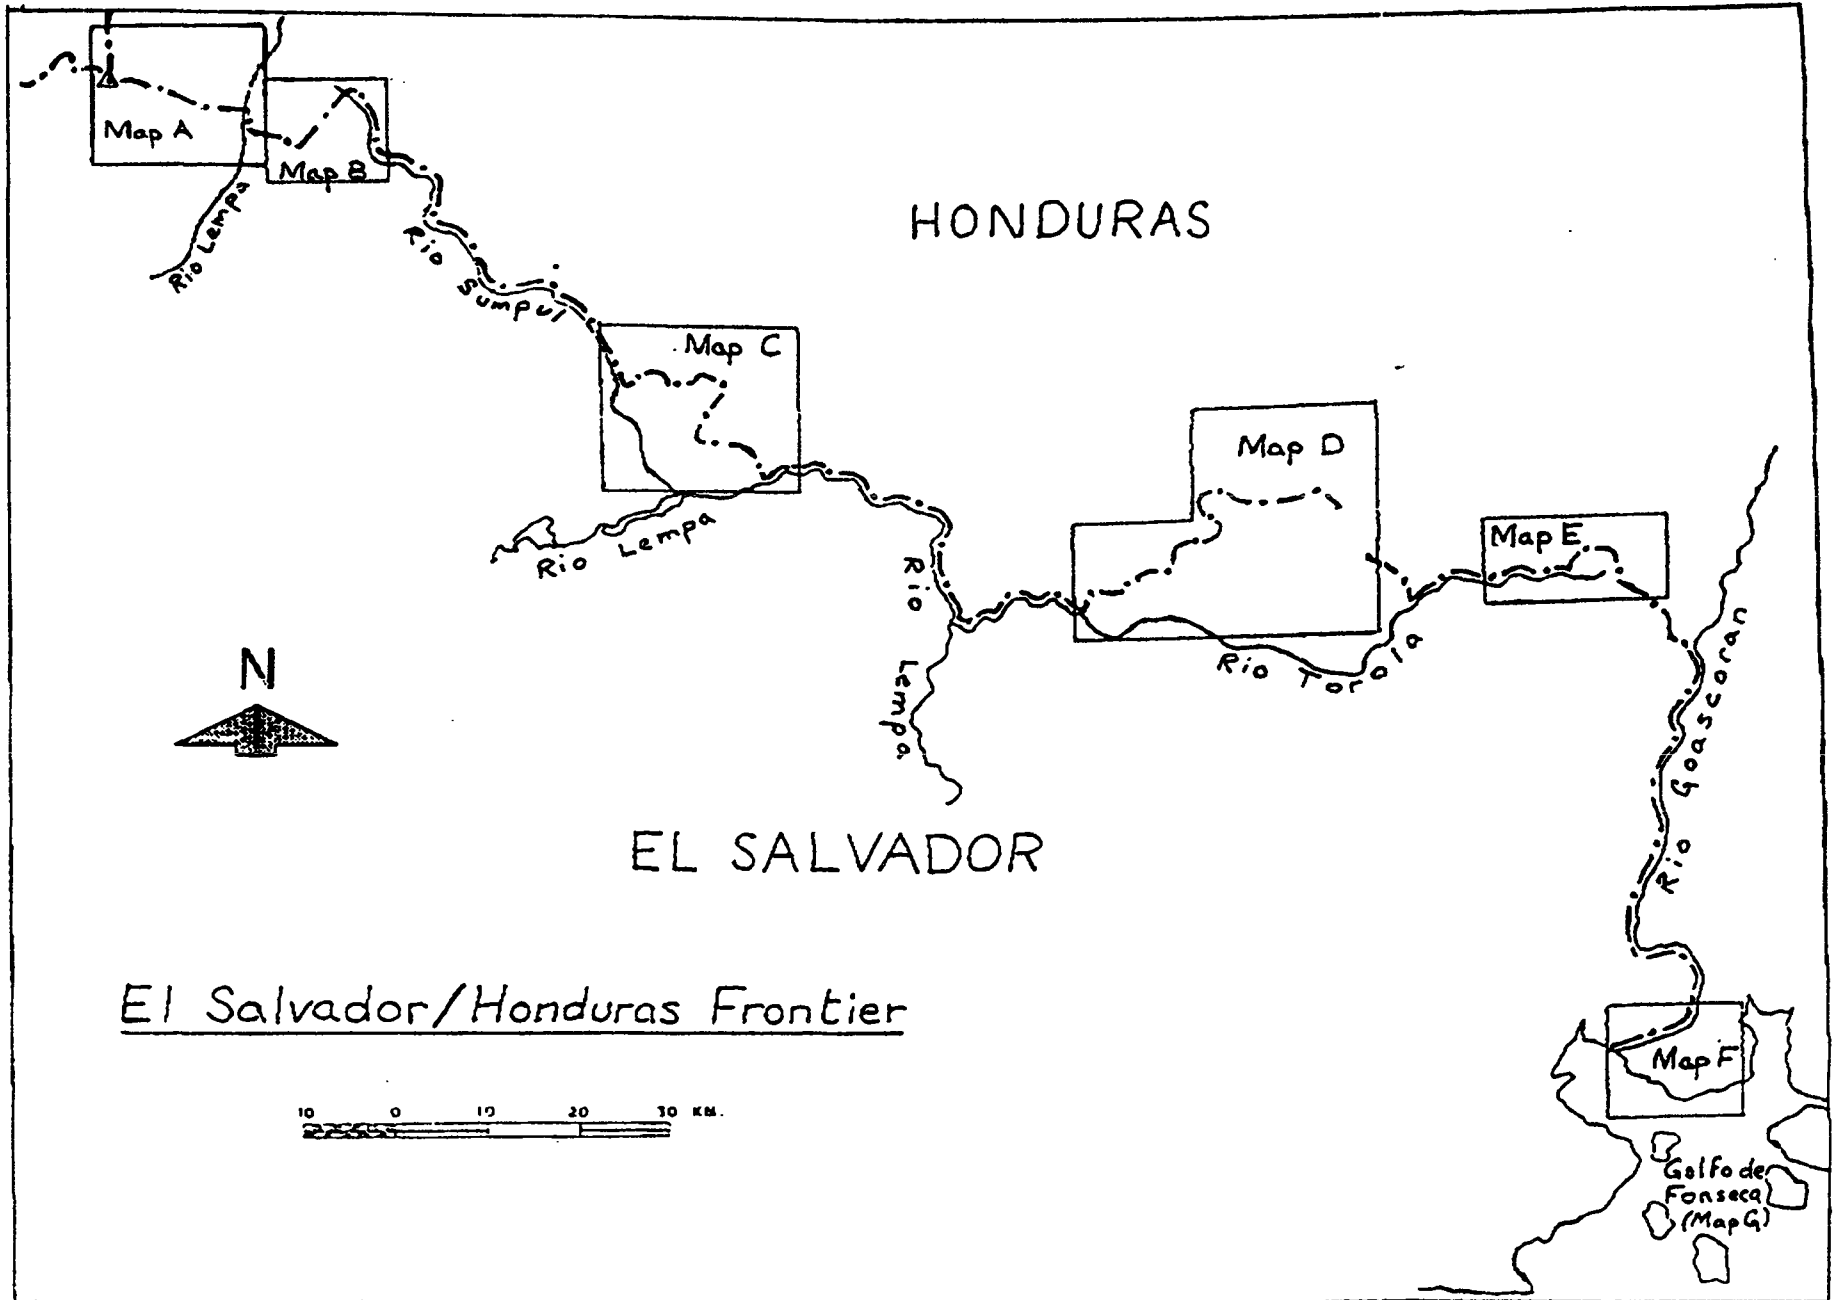 Map A
Map B
Rio Lempa
HONDURAS
Rio Sumpul
Map C
Map D
Map E
Rio Lempa
Rio Lempa
Rio Torola
Rio Goascoran
N
EL SALVADOR
El Salvador/Honduras Frontier
10 0 10 20 30 KM.
Map F
Golfo de
Fonseca
(Map G)